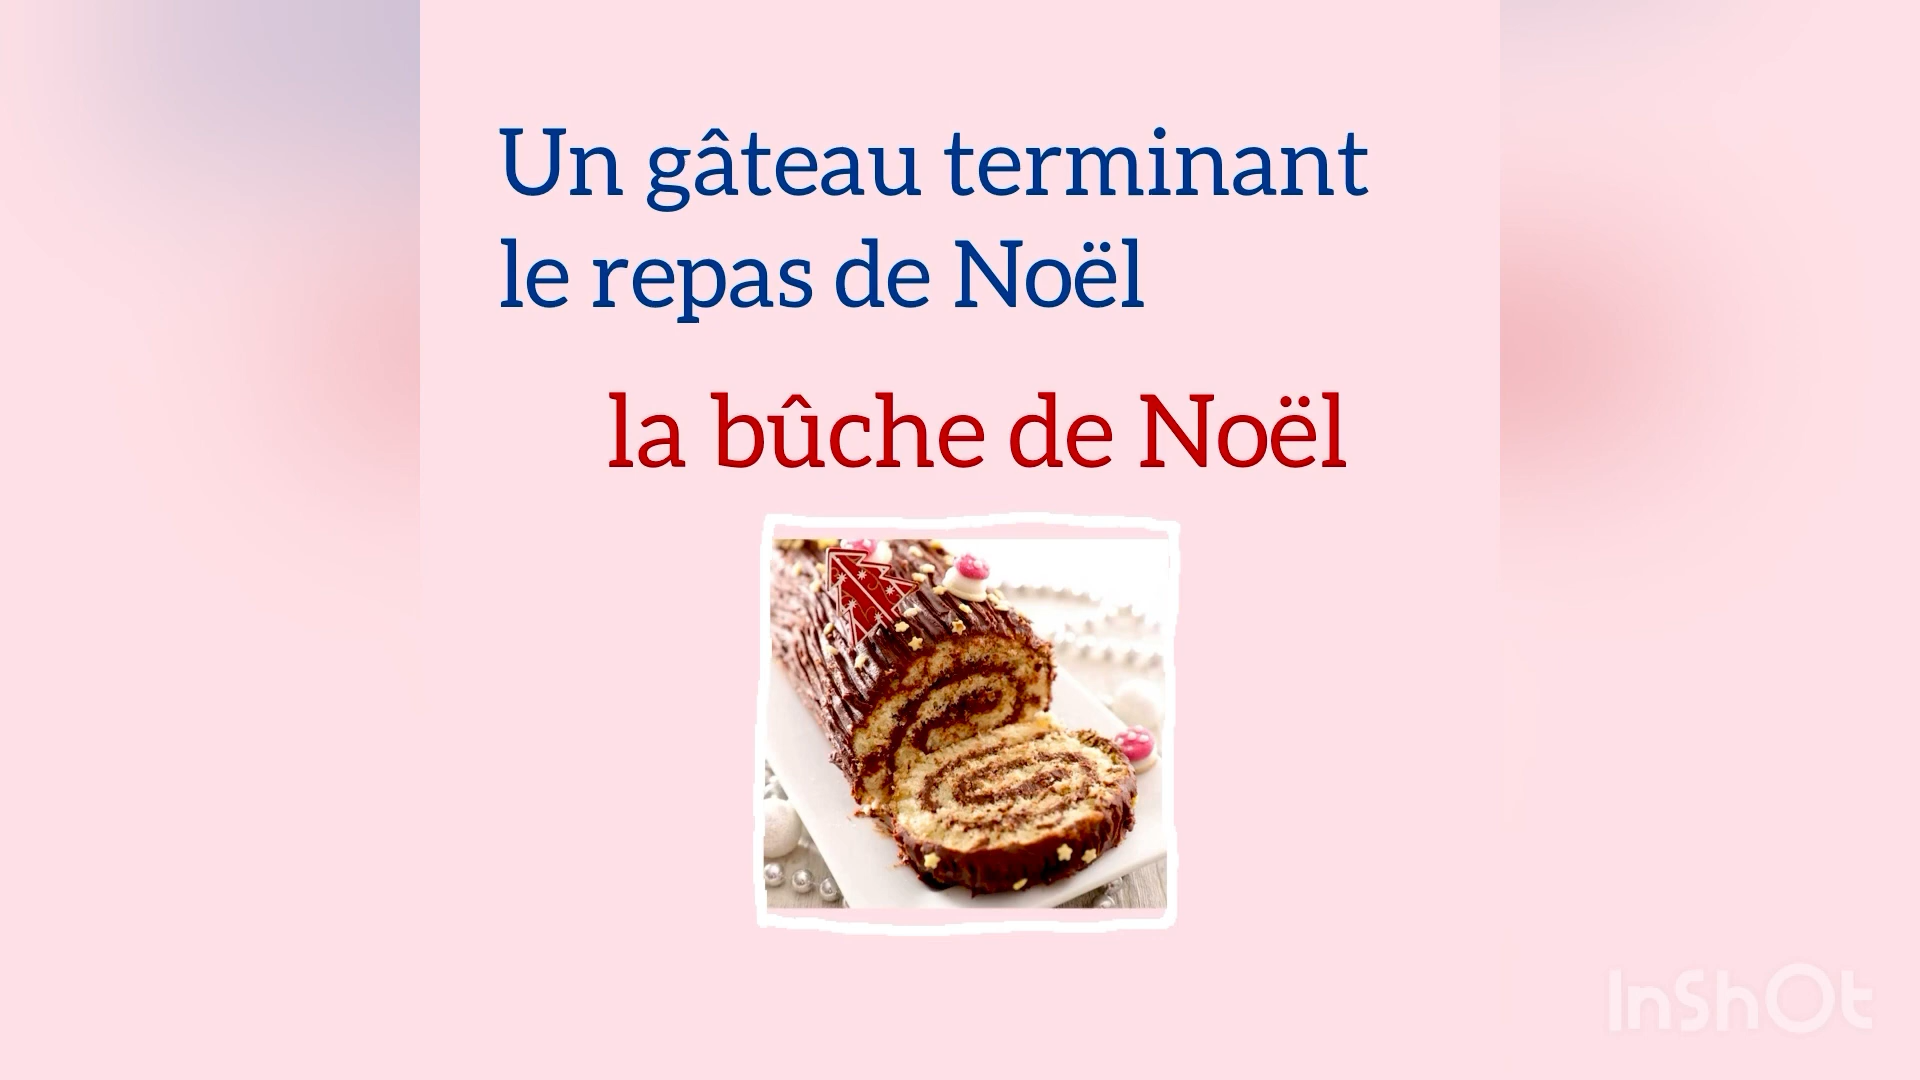 Un gâteau terminant
le repas de Noël
la bûche de Noël
InShOt